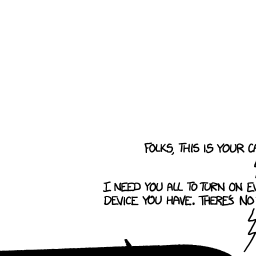 FOLKS, THIS IS YOUR
I NEED YOU ALL TO TURN ON
DEVICE YOU HAVE. THERE'S NO